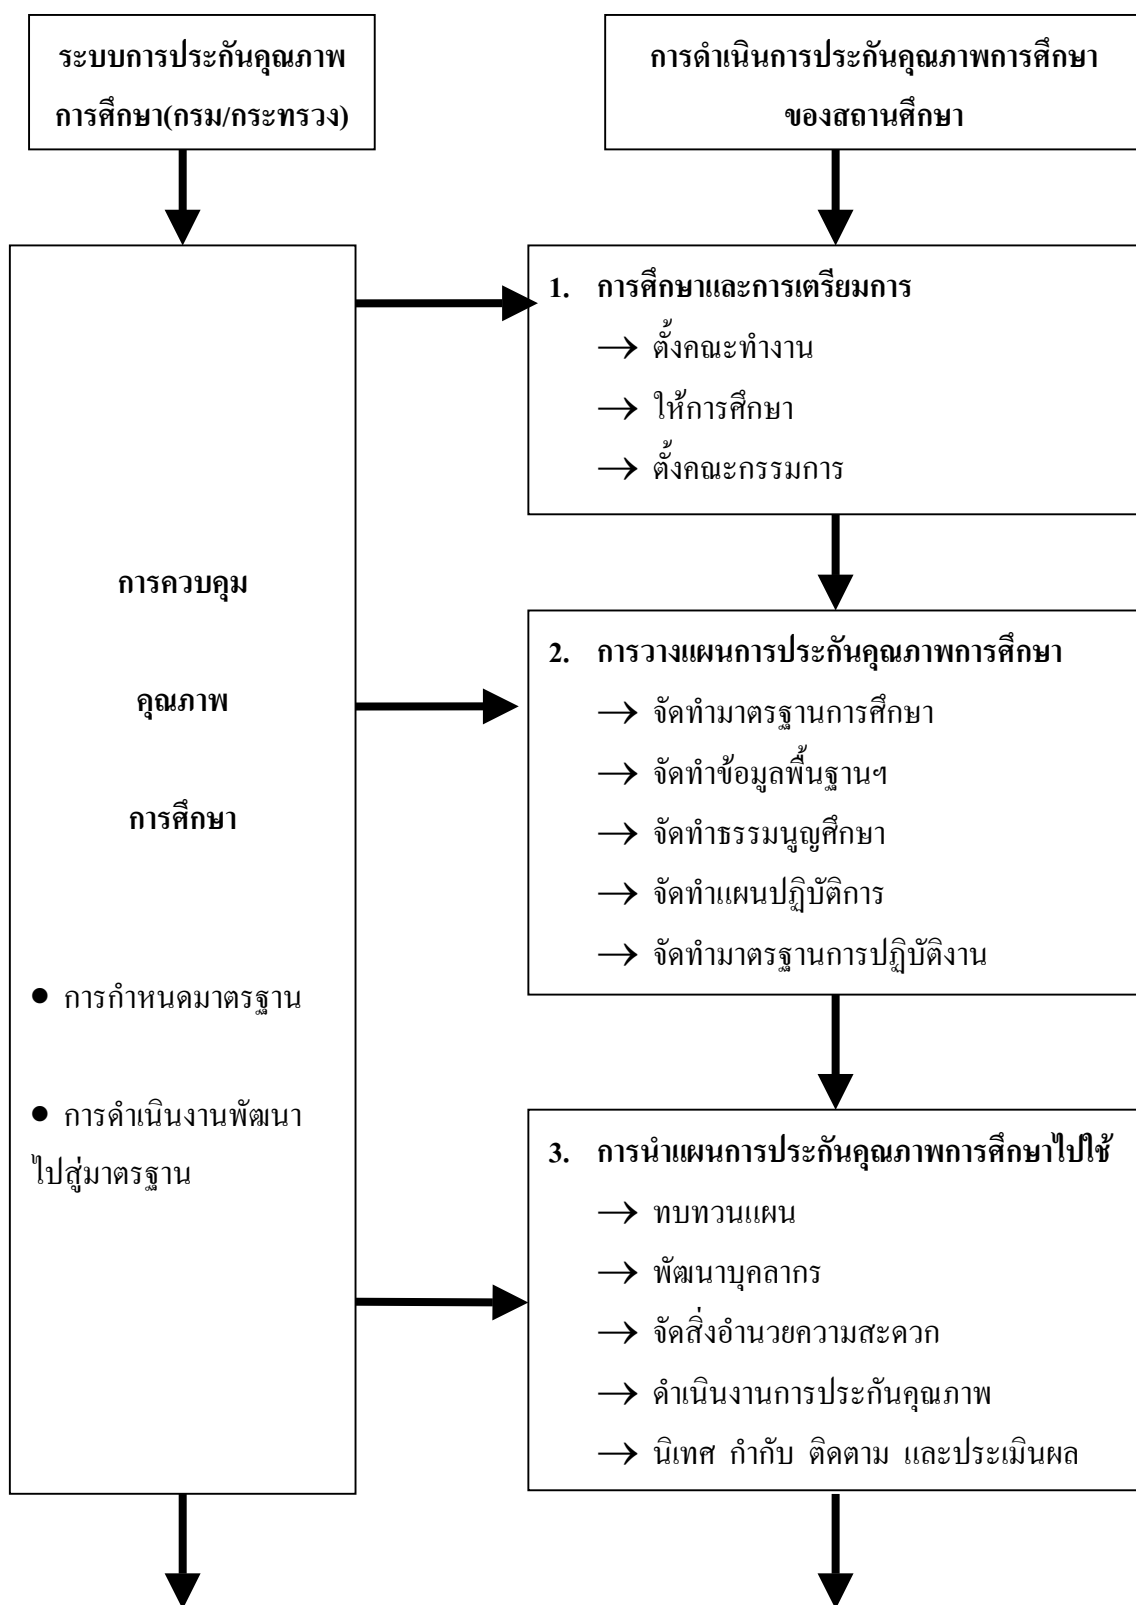 ระบบการประกันคุณภาพ
การศึกษา(กรม/กระทรวง)
การดำเนินการประกันคุณภาพการศึกษา
ของสถานศึกษา
การควบคุม
คุณภาพ
การศึกษา
● การกำหนดมาตรฐาน
● การดำเนินงานพัฒนา
ไปสู่มาตรฐาน
1. การศึกษาและการเตรียมการ
→ ตั้งคณะทำงาน
→ ให้การศึกษา
→ ตั้งคณะกรรมการ
2. การวางแผนการประกันคุณภาพการศึกษา
→ จัดทำมาตรฐานการศึกษา
→ จัดทำข้อมูลพื้นฐานฯ
→ จัดทำธรรมนูญศึกษา
→ จัดทำแผนปฏิบัติการ
→ จัดทำมาตรฐานการปฏิบัติงาน
3. การนำแผนการประกันคุณภาพการศึกษาไปใช้
→ ทบทวนแผน
→ พัฒนาบุคลากร
→ จัดสิ่งอำนวยความสะดวก
→ ดำเนินงานการประกันคุณภาพ
→ นิเทศ กำกับ ติดตาม และประเมินผล